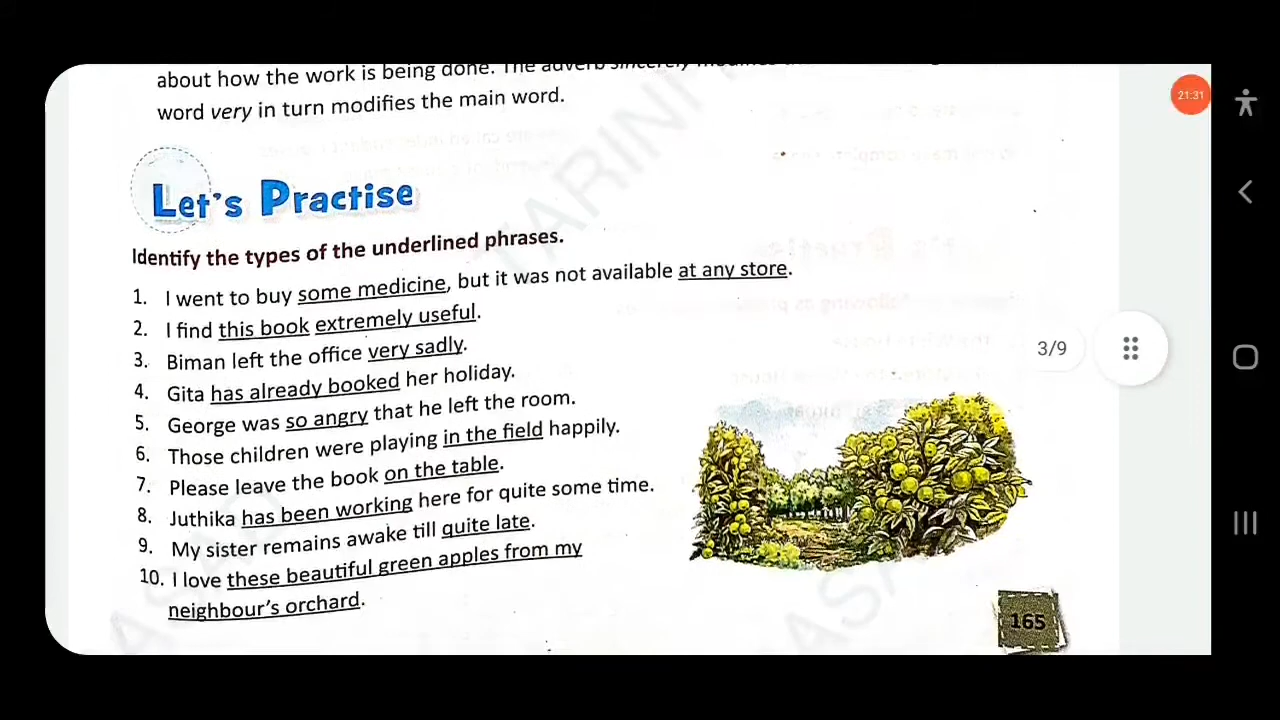 about how the work is being done. The adverb sincerely modifies
word very in turn modifies the main word.
Let's Practise
Identify the types of the underlined phrases.
1. I went to buy some medicine, but it was not available at any store.
2. I find this book extremely useful.
3. Biman left the office very sadly.
4. Gita has already booked her holiday.
5. George was so angry that he left the room.
6. Those children were playing in the field happily.
7. Please leave the book on the table.
8. Juthika has been working here for quite some time.
9. My sister remains awake till quite late.
10. I love these beautiful green apples from my
neighbour's orchard.
165
3/9
21:31